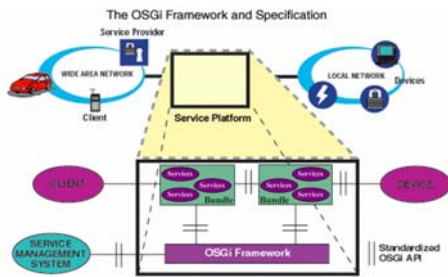 The OSGi Framework and Specification
Service Provider
WIDE AREA NETWORK
Client
Service Platform
LOCAL NETWORK
Devices
CLIENT
Services
Services
Services
Bundle
Services
Services
Services
Bundle
DEVICE
SERVICE
MANAGEMENT
SYSTEM
OSGi Framework
Standardized
OSGi API